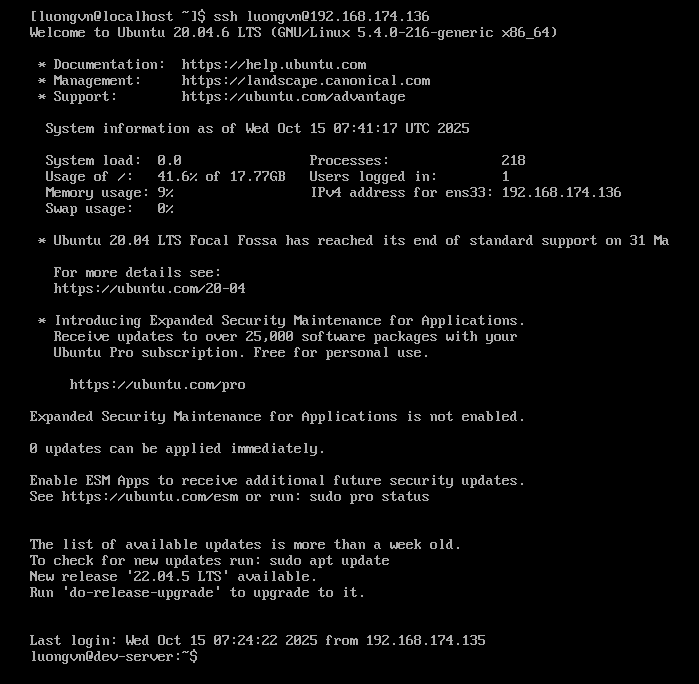 [luongvn@localhost ~]$ ssh luongvn@192.168.174.136
Welcome to Ubuntu 20.04.6 LTS (GNU/Linux 5.4.0-216-generic x86_64)
* Documentation:  https://help.ubuntu.com
* Management:     https://landscape.canonical.com
* Support:        https://ubuntu.com/advantage
System information as of Wed Oct 15 07:41:17 UTC 2025
System load:  0.0                Processes:              218
Usage of /:   41.6% of 17.77GB   Users logged in:        1
Memory usage: 9%                 IPv4 address for ens33: 192.168.174.136
Swap usage:   0%
* Ubuntu 20.04 LTS Focal Fossa has reached its end of standard support on 31 Ma
For more details see:
https://ubuntu.com/20-04
* Introducing Expanded Security Maintenance for Applications.
Receive updates to over 25,000 software packages with your
Ubuntu Pro subscription. Free for personal use.
https://ubuntu.com/pro
Expanded Security Maintenance for Applications is not enabled.
0 updates can be applied immediately.
Enable ESM Apps to receive additional future security updates.
See https://ubuntu.com/esm or run: sudo pro status
The list of available updates is more than a week old.
To check for new updates run: sudo apt update
New release '22.04.5 LTS' available.
Run 'do-release-upgrade' to upgrade to it.
Last login: Wed Oct 15 07:24:22 2025 from 192.168.174.135
luongvn@dev-server:~$